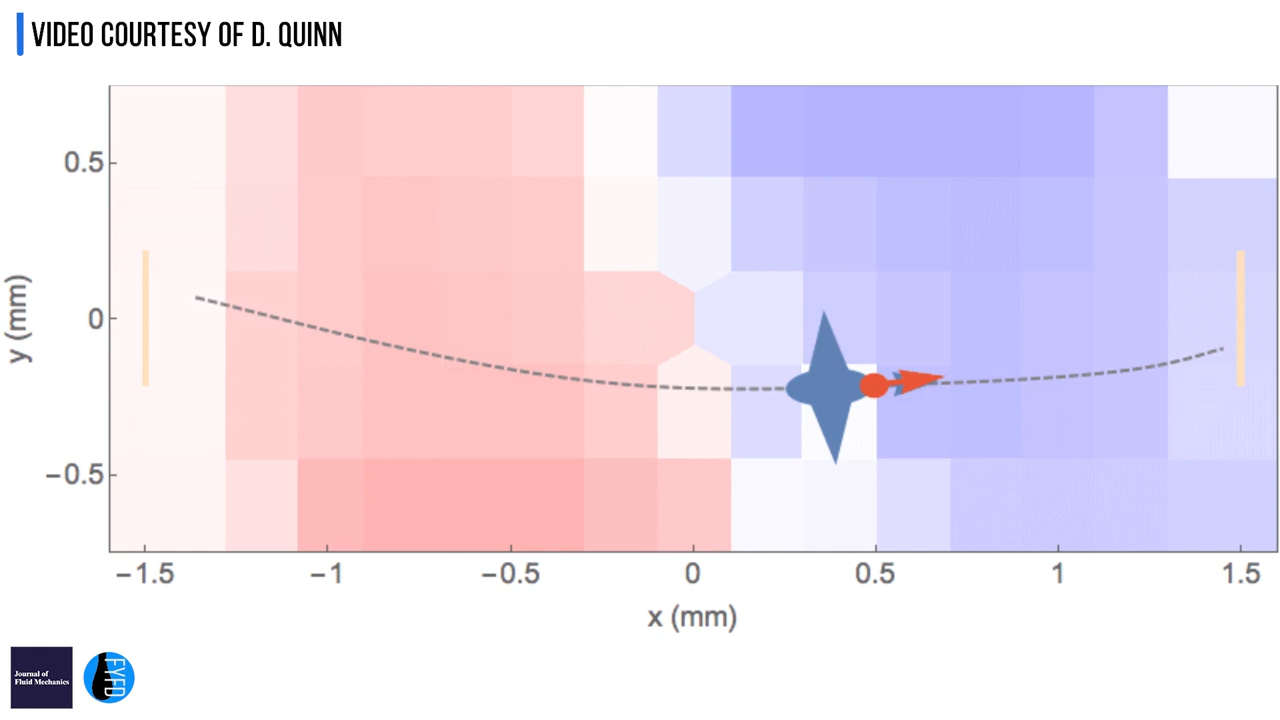 VIDEO COURTESY OF D. QUINN
0.5
0
−0.5
y (mm)
−1.5 −1 −0.5 0 0.5 1 1.5
x (mm)
Journal of
Fluid Mechanics
FYFD